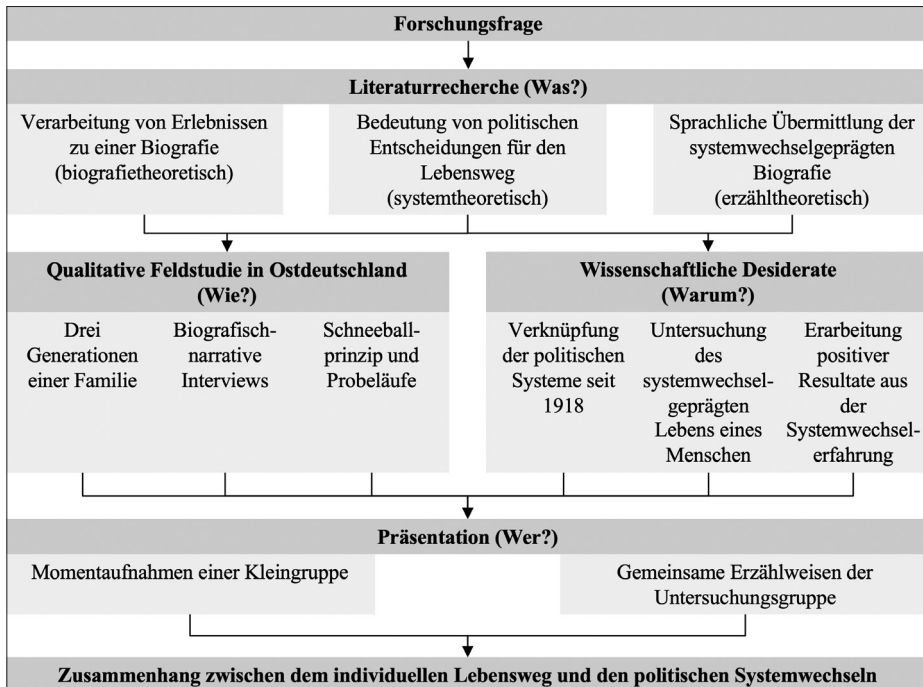 Forschungsfrage
Literaturrecherche (Was?)
Verarbeitung von Erlebnissen
zu einer Biografie
(biografietheoretisch)
Bedeutung von politischen
Entscheidungen für den
Lebensweg
(systemtheoretisch)
Sprachliche Übermittlung der
systemwechselgeprägten
Biografie
(erzähltheoretisch)
Qualitative Feldstudie in Ostdeutschland
(Wie?)
Drei
Generationen
einer Familie
Biografisch-
narrative
Interviews
Schneeball-
prinzip und
Probeläufe
Wissenschaftliche Desiderate
(Warum?)
Verknüpfung
der politischen
Systeme seit
1918
Untersuchung
des
systemwechsel-
geprägten
Lebens eines
Menschen
Erarbeitung
positiver
Resultate aus
der
Systemwechsel-
erfahrung
Präsentation (Wer?)
Momentaufnahmen einer Kleingruppe
Gemeinsame Erzählweisen der
Untersuchungsgruppe
Zusammenhang zwischen dem individuellen Lebensweg und den politischen Systemwechseln